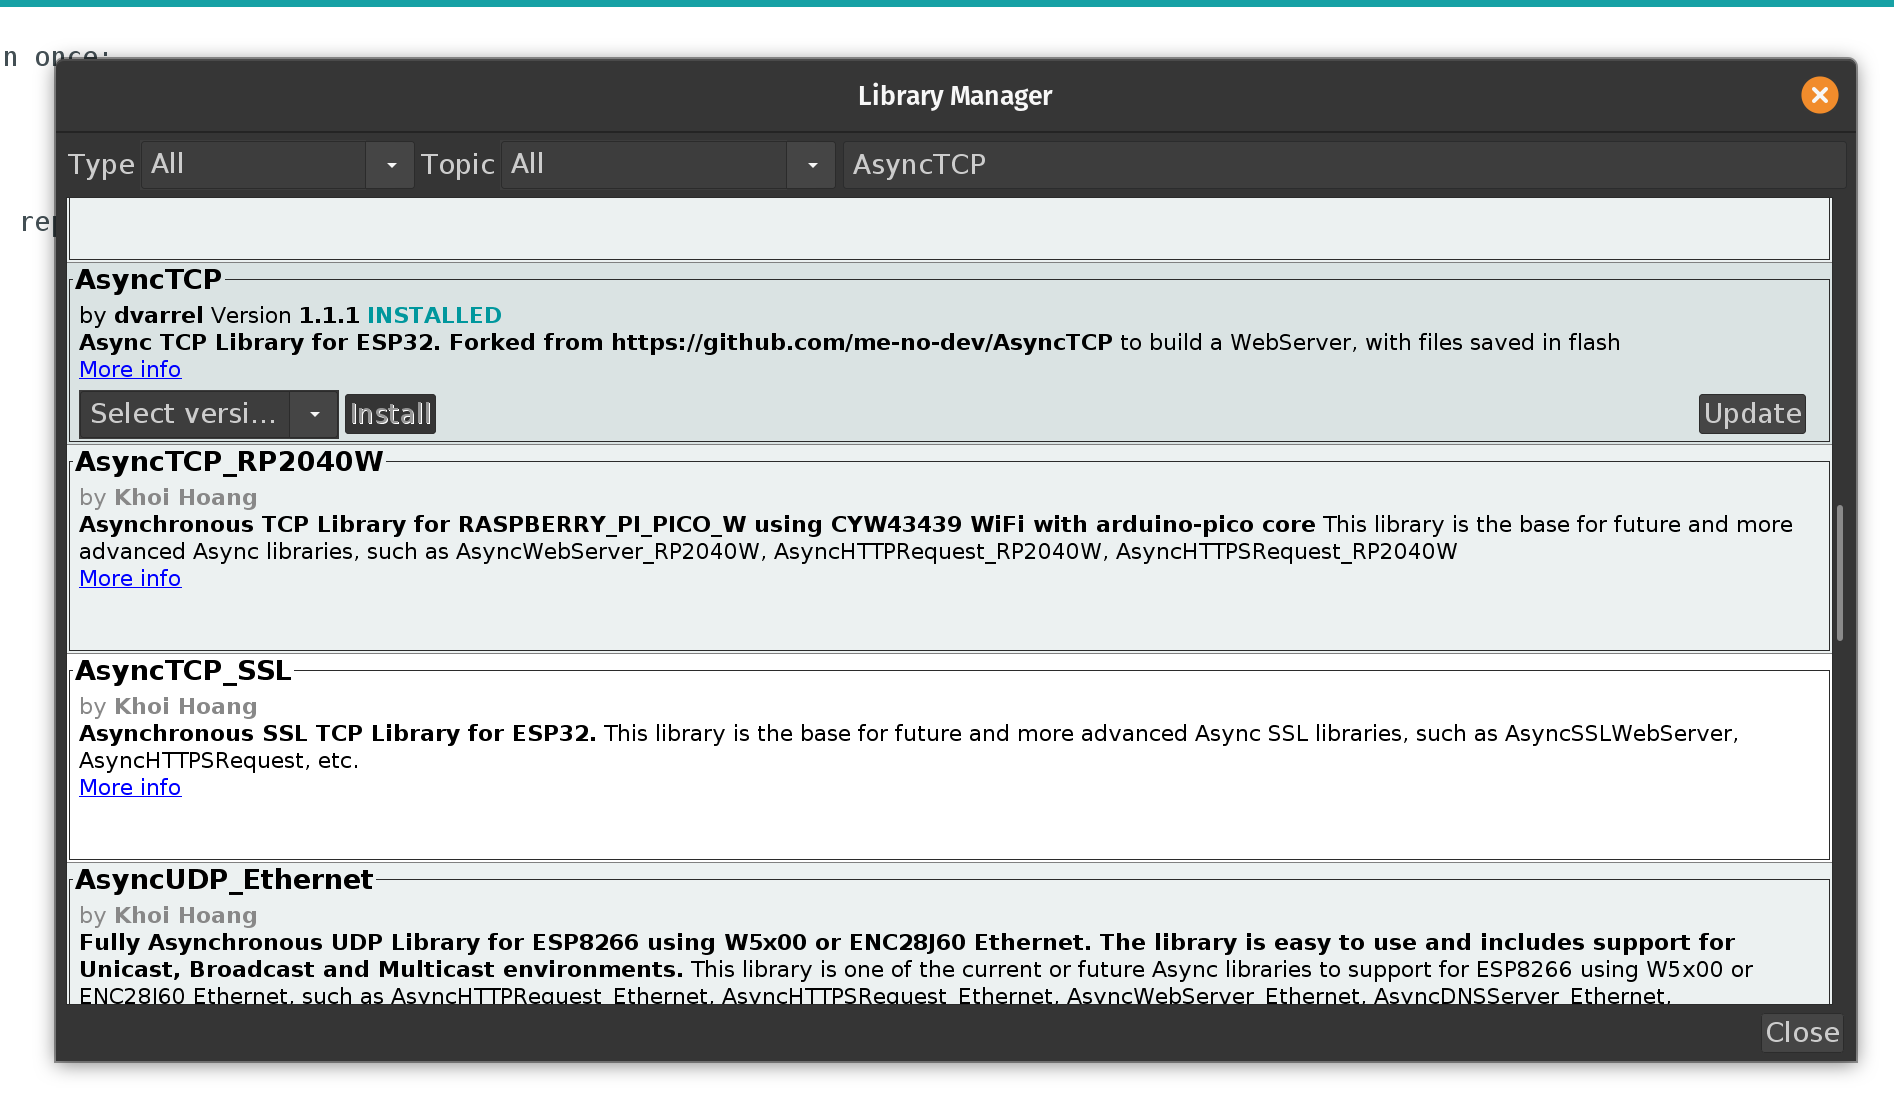 n once:
Library Manager
Type All Topic All AsyncTCP
AsyncTCP
by dvarrel Version 1.1.1 INSTALLED
Async TCP Library for ESP32. Forked from https://github.com/me-no-dev/AsyncTCP to build a WebServer, with files saved in flash
More info
Select versi... Install Update
AsyncTCP_RP2040W
by Khoi Hoang
Asynchronous TCP Library for RASPBERRY_PI_PICO_W using CYW43439 WiFi with arduino-pico core This library is the base for future and more
advanced Async libraries, such as AsyncWebServer_RP2040W, AsyncHTTPRequest_RP2040W, AsyncHTTPSRequest_RP2040W
More info
AsyncTCP_SSL
by Khoi Hoang
Asynchronous SSL TCP Library for ESP32. This library is the base for future and more advanced Async SSL libraries, such as AsyncSSLWebServer,
AsyncHTTPSRequest, etc.
More info
AsyncUDP_Ethernet
by Khoi Hoang
Fully Asynchronous UDP Library for ESP8266 using W5x00 or ENC28J60 Ethernet. The library is easy to use and includes support for
Unicast, Broadcast and Multicast environments. This library is one of the current or future Async libraries to support for ESP8266 using W5x00 or
ENC28J60 Ethernet, such as AsyncHTTPRequest_Ethernet, AsyncHTTPSRequest_Ethernet, AsyncWebServer_Ethernet, AsyncDNSServer_Ethernet,
Close